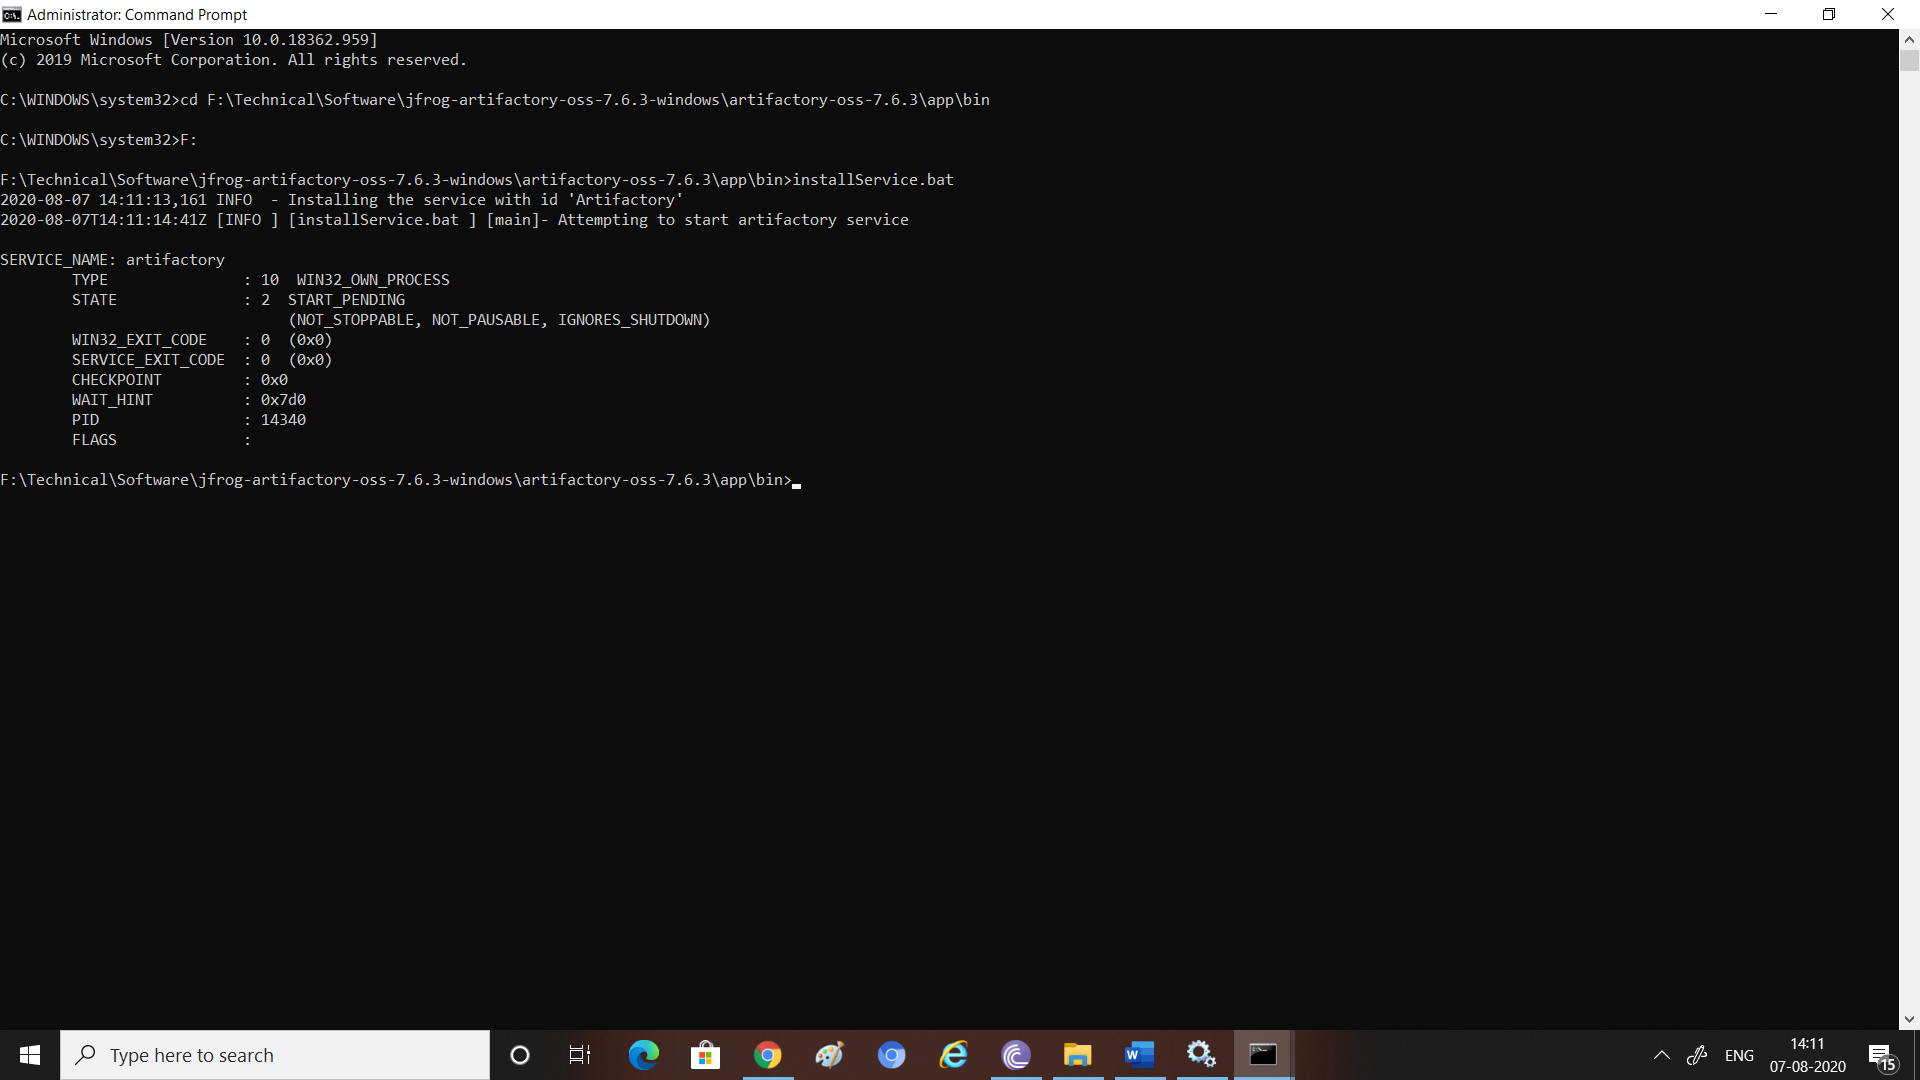 Administrator: Command Prompt
Microsoft Windows [Version 10.0.18362.959]
(c) 2019 Microsoft Corporation. All rights reserved.
C:\WINDOWS\system32>cd F:\Technical\Software\jfrog-artifactory-oss-7.6.3-windows\artifactory-oss-7.6.3\app\bin
C:\WINDOWS\system32>F:
F:\Technical\Software\jfrog-artifactory-oss-7.6.3-windows\artifactory-oss-7.6.3\app\bin>installService.bat
2020-08-07 14:11:13,161 INFO  - Installing the service with id 'Artifactory'
2020-08-07T14:11:14:41Z [INFO ] [installService.bat ] [main]- Attempting to start artifactory service
SERVICE_NAME: artifactory
        TYPE               : 10  WIN32_OWN_PROCESS
        STATE              : 2  START_PENDING
                                (NOT_STOPPABLE, NOT_PAUSABLE, IGNORES_SHUTDOWN)
        WIN32_EXIT_CODE    : 0  (0x0)
        SERVICE_EXIT_CODE  : 0  (0x0)
        CHECKPOINT         : 0x0
        WAIT_HINT          : 0x7d0
        PID                : 14340
        FLAGS              :
F:\Technical\Software\jfrog-artifactory-oss-7.6.3-windows\artifactory-oss-7.6.3\app\bin>
Type here to search
ENG
14:11
07-08-2020
15